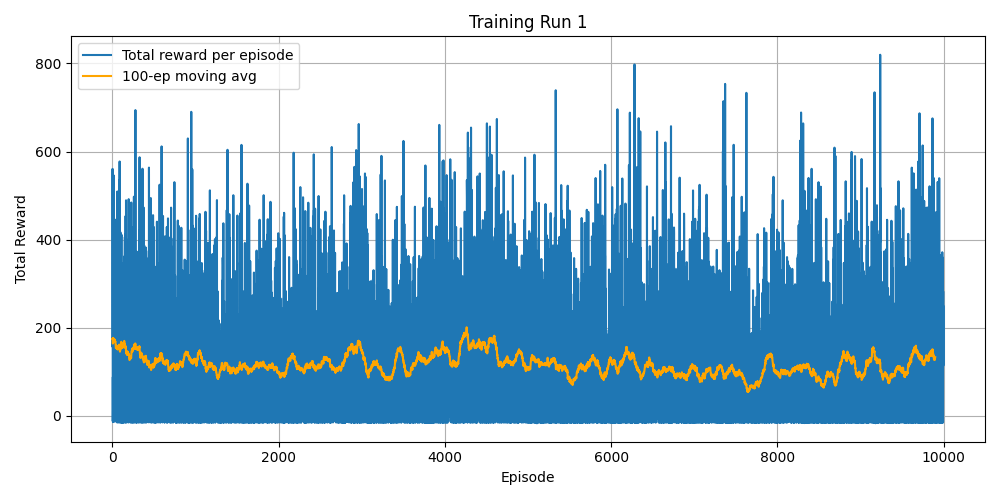 Training Run 1
Total reward per episode
100-ep moving avg
800
600
400
200
0
Total Reward
0 2000 4000 6000 8000 10000
Episode